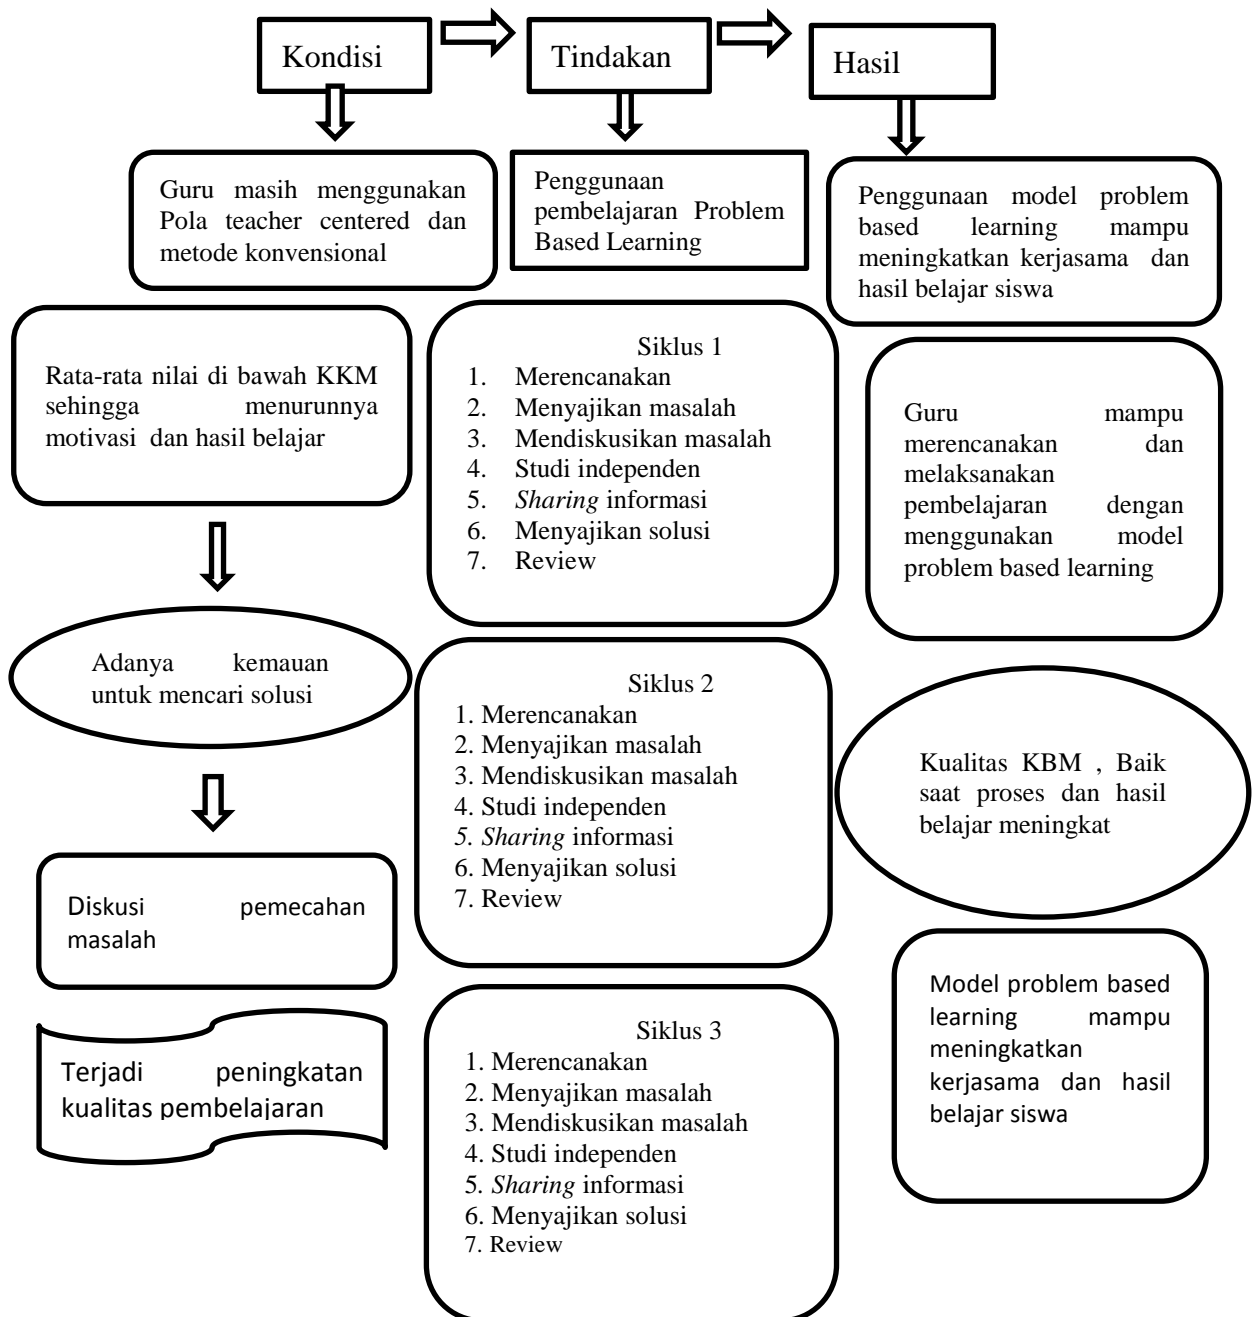 Kondisi
Tindakan
Hasil
Guru masih menggunakan
Pola teacher centered dan
metode konvensional
Penggunaan
pembelajaran Problem
Based Learning
Penggunaan model problem
based learning mampu
meningkatkan kerjasama dan
hasil belajar siswa
Rata-rata nilai di bawah KKM
sehingga menurunnya
motivasi dan hasil belajar
Siklus 1
1. Merencanakan
2. Menyajikan masalah
3. Mendiskusikan masalah
4. Studi independen
5. Sharing informasi
6. Menyajikan solusi
7. Review
Guru mampu
merencanakan dan
melaksanakan
pembelajaran dengan
menggunakan model
problem based learning
Adanya kemauan
untuk mencari solusi
Siklus 2
1. Merencanakan
2. Menyajikan masalah
3. Mendiskusikan masalah
4. Studi independen
5. Sharing informasi
6. Menyajikan solusi
7. Review
Kualitas KBM , Baik
saat proses dan hasil
belajar meningkat
Diskusi pemecahan
masalah
Terjadi peningkatan
kualitas pembelajaran
Siklus 3
1. Merencanakan
2. Menyajikan masalah
3. Mendiskusikan masalah
4. Studi independen
5. Sharing informasi
6. Menyajikan solusi
7. Review
Model problem based
learning mampu
meningkatkan
kerjasama dan hasil
belajar siswa